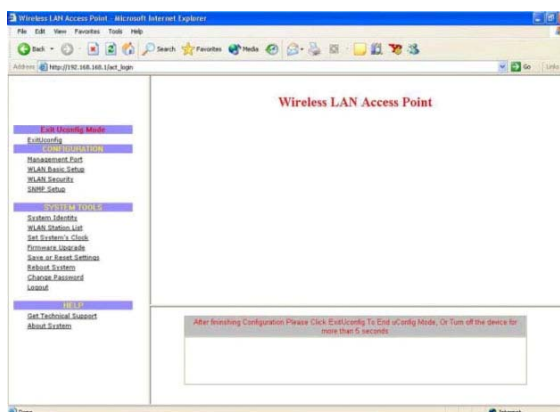 Wireless LAN Access Point - Microsoft Internet Explorer
File Edit View Favorites Tools Help
Back Search Favorites Media
Address http://192.168.168.1/act_login Go Links
Wireless LAN Access Point
Exit Uconfig Mode
ExitUconfig
CONFIGURATION
Management Port
WLAN Basic Setup
WLAN Security
SNMP Setup
SYSTEM TOOLS
System Identity
WLAN Station List
Set System's Clock
Firmware Upgrade
Save or Reset Settings
Reboot System
Change Password
Logout
HELP
Get Technical Support
About System
After finishing Configuration Please Click ExitUconfig To End uConfig Mode, Or Turn off the device for
more than 5 seconds
Done Internet